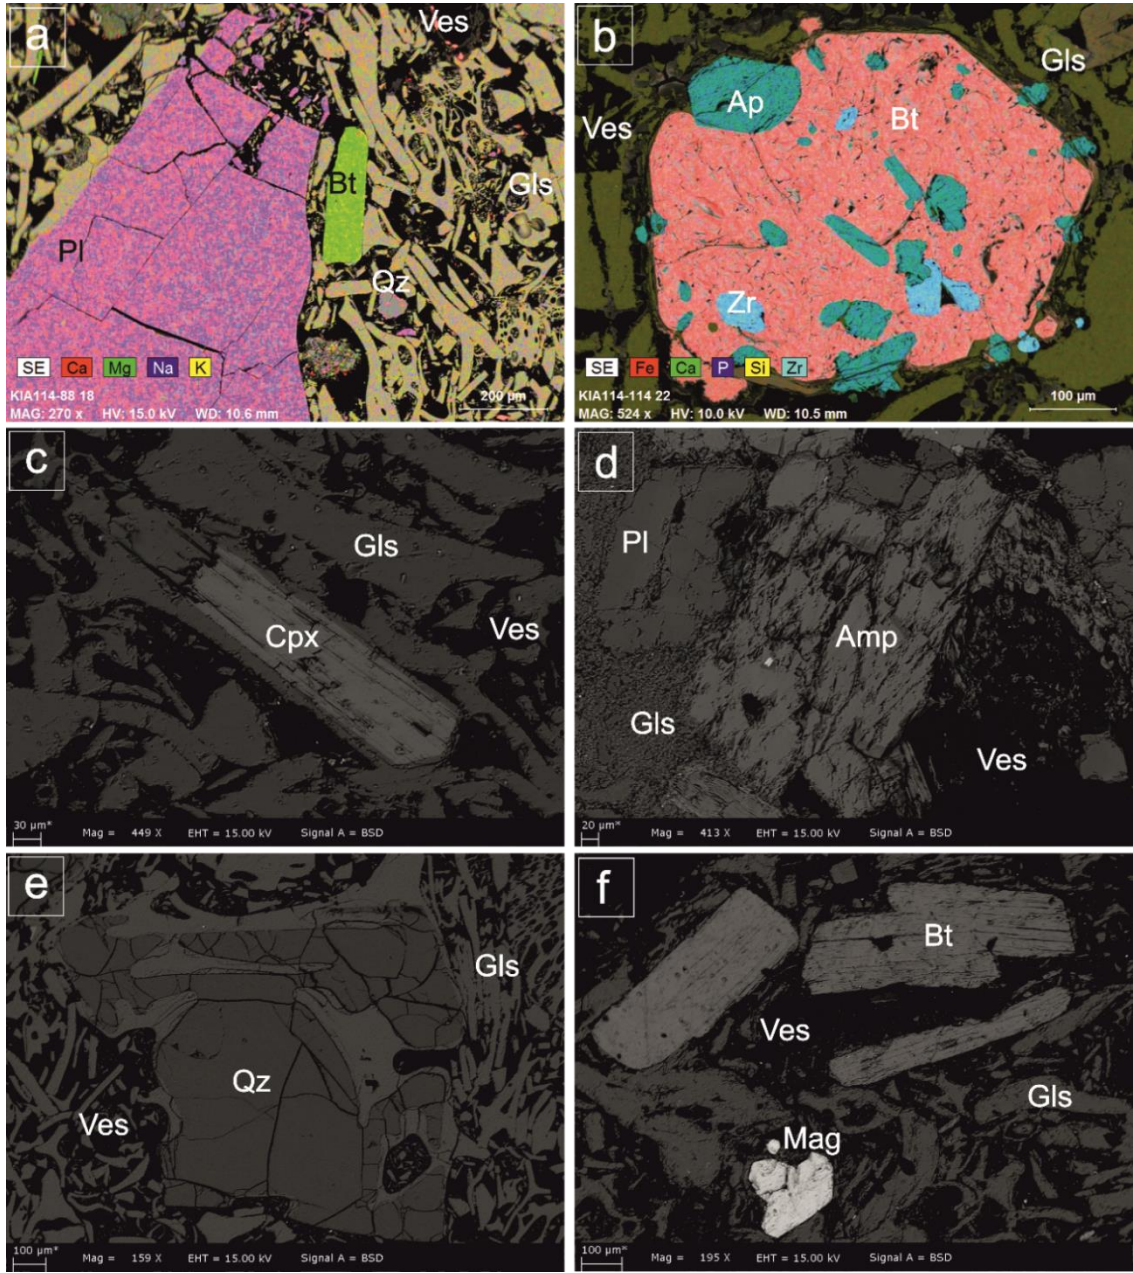 a
Ves
Bt
Gls
Pl
Qz
SE Ca Mg Na K
KIA114-88 18
MAG: 270 x HV: 15.0 kV WD: 10.6 mm
200 µm
b
Gls
Ap
Ves
Bt
Zr
SE Fe Ca P Si Zr
KIA114-114 22
MAG: 524 x HV: 10.0 kV WD: 10.5 mm
100 µm
c
Gls
Ves
Cpx
30 µm*
Mag = 449 X EHT = 15.00 kV Signal A = BSD
d
Pl
Amp
Gls
Ves
20 µm*
Mag = 413 X EHT = 15.00 kV Signal A = BSD
e
Gls
Qz
Ves
100 µm*
Mag = 159 X EHT = 15.00 kV Signal A = BSD
f
Bt
Ves
Gls
Mag
100 µm*
Mag = 195 X EHT = 15.00 kV Signal A = BSD